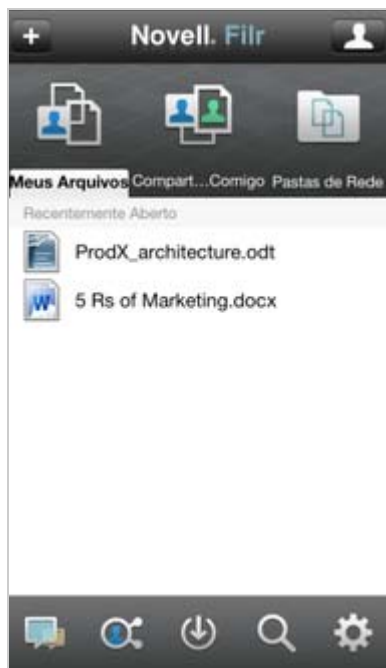 Novell. Filr
Meus Arquivos Compart...Comigo Pastas de Rede
Recentemente Aberto
ProdX_architecture.odt
5 Rs of Marketing.docx